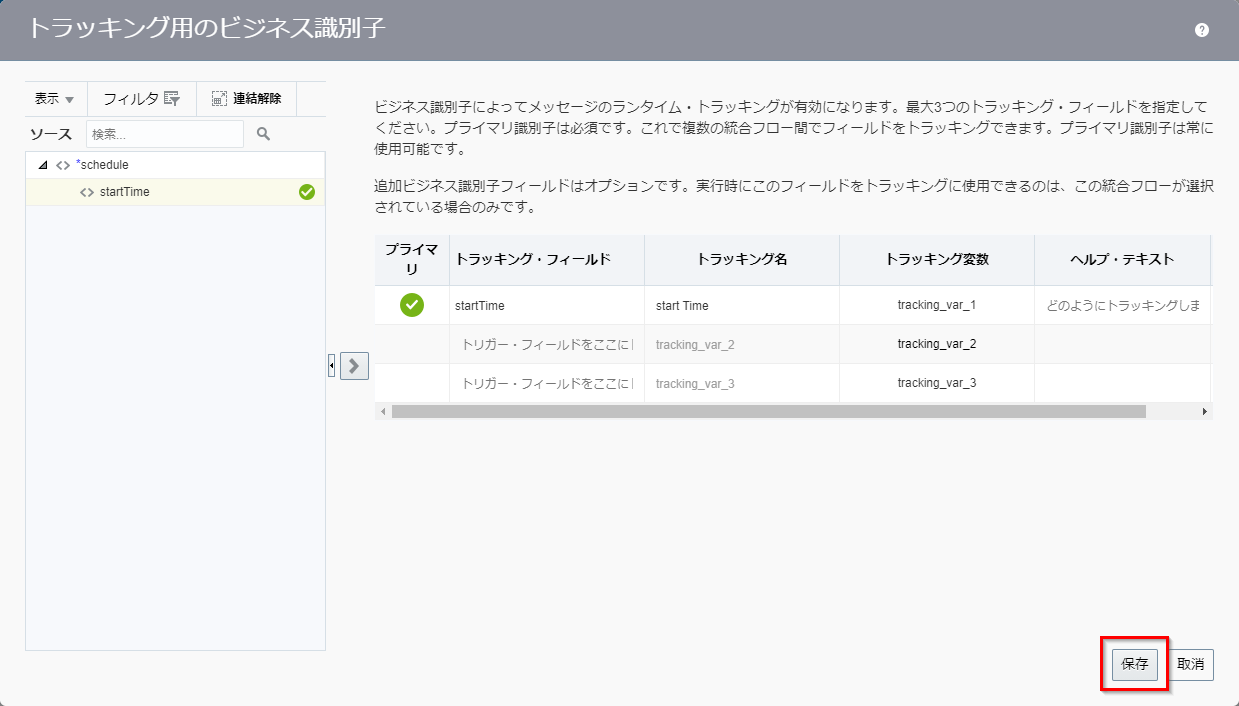 トラッキング用のビジネス識別子
表示
フィルタ
連結解除
ソース
検索...
*schedule
startTime
ビジネス識別子によってメッセージのランタイム・トラッキングが有効になります。最大3つのトラッキング・フィールドを指定して
ください。プライマリ識別子は必須です。これで複数の統合フロー間でフィールドをトラッキングできます。プライマリ識別子は常に
使用可能です。
追加ビジネス識別子フィールドはオプションです。実行時にこのフィールドをトラッキングに使用できるのは、この統合フローが選択
されている場合のみです。
プライマ
リ
トラッキング・フィールド
トラッキング名
トラッキング変数
ヘルプ・テキスト
startTime
start Time
tracking_var_1
どのようにトラッキングしま
トリガー・フィールドをここに
tracking_var_2
tracking_var_2
トリガー・フィールドをここに
tracking_var_3
tracking_var_3
保存
取消